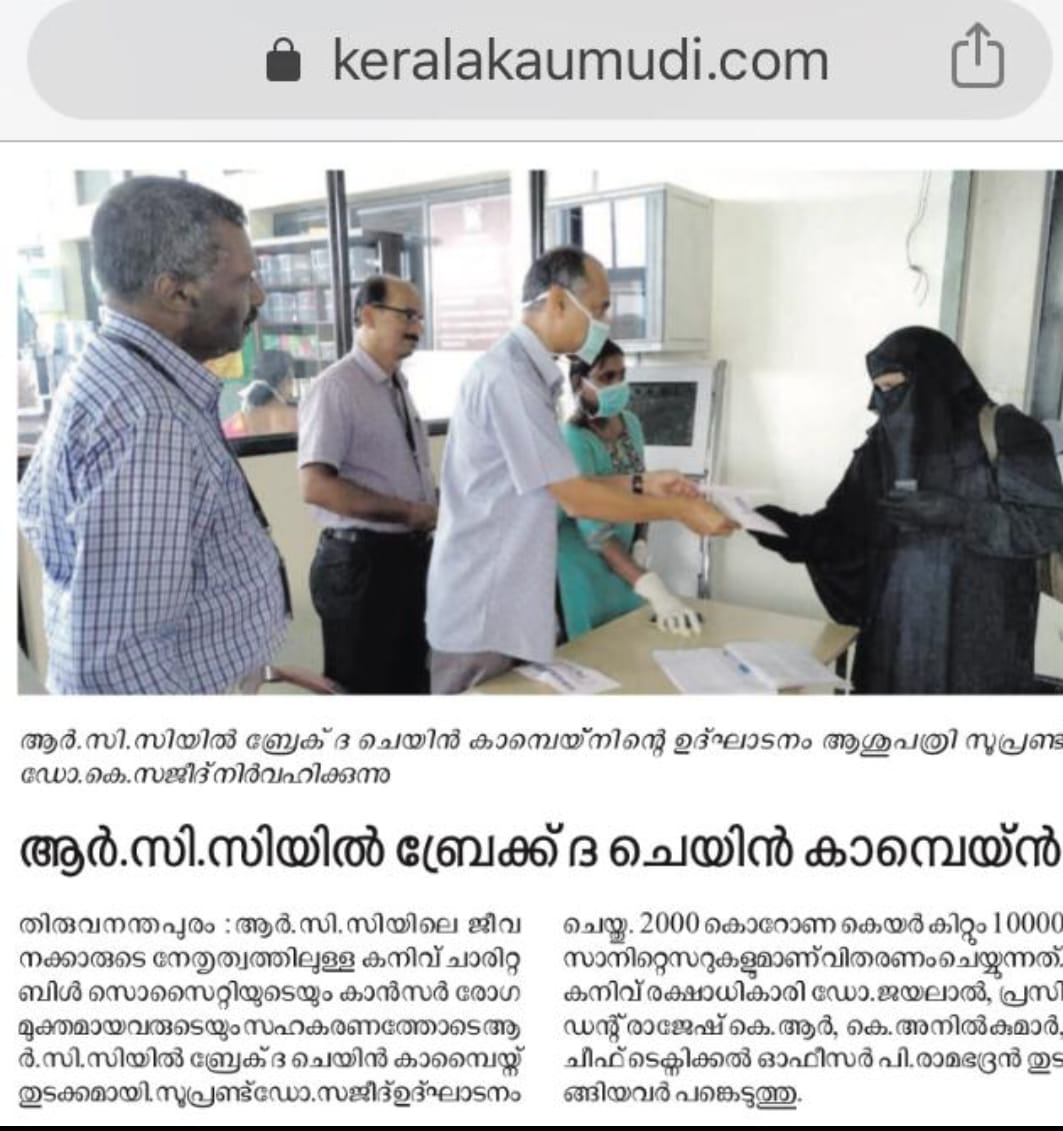 keralakaumudi.com
ആർ.സി.സിയിൽ ബ്രേക് ദ ചെയിൻ കാമ്പെയ്നിന്റെ ഉദ്ഘാടനം ആശുപത്രി
ഡോ.കെ.സജീദ് നിർവഹിക്കുന്നു
ആർ.സി.സിയിൽ ബ്രേക്ക് ദ ചെയിൻ കാമ്പെയ്ൻ
തിരുവനന്തപുരം : ആർ.സി.സിയിലെ ജീവ
നക്കാരുടെ നേതൃത്വത്തിലുള്ള കനിവ് ചാരിറ്റ
ബിൾ സൊസൈറ്റിയുടെയും കാൻസർ രോഗ
മുക്തമായവരുടെയും സഹകരണത്തോടെ ആ
ർ.സി.സിയിൽ ബ്രേക് ദ ചെയിൻ കാമ്പൈയ്ന്
തുടക്കമായി.സൂപ്രണ്ട് ഡോ.സജീദ് ഉദ്ഘാടനം
ചെയ്തു. 2000 കൊറോണ കെയർ കിറ്റും 10000
സാനിറ്റെസറുകളുമാണ് വിതരണം ചെയ്യുന്നത്.
കനിവ് രക്ഷാധികാരി ഡോ.ജയലാൽ, പ്രസി
ഡന്റ് രാജേഷ് കെ.ആർ, കെ.അനിൽകുമാർ,
ചീഫ് ടെക്നിക്കൽ ഓഫീസർ പി.രാമഭദ്രൻ തുട
ങ്ങിയവർ പങ്കെടുത്തു.